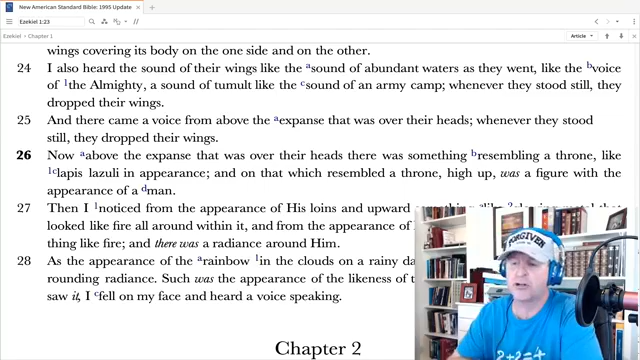 New American Standard Bible: 1995 Update
Ezekiel 1:23
Ezekiel • Chapter 1
Article
wings covering its body on the one side and on the other.
24 I also heard the sound of their wings like the ᵃsound of abundant waters as they went, like the ᵇvoice
of ¹the Almighty, a sound of tumult like the ᶜsound of an army camp; whenever they stood still, they
dropped their wings.
25 And there came a voice from above the ᵃexpanse that was over their heads; whenever they stood
still, they dropped their wings.
26 Now ᵃabove the expanse that was over their heads there was something ᵇresembling a throne, like
¹ᶜlapis lazuli in appearance; and on that which resembled a throne, high up, was a figure with the
appearance of a ᵈman.
27 Then I ¹noticed from the appearance of His loins and upward
looked like fire all around within it, and from the appearance of
thing like fire; and there was a radiance around Him.
28 As the appearance of the ᵃrainbow ¹in the clouds on a rainy da
rounding radiance. Such was the appearance of the likeness of t
saw it, I ᶜfell on my face and heard a voice speaking.
Chapter 2
FORGIVEN
2+2=4